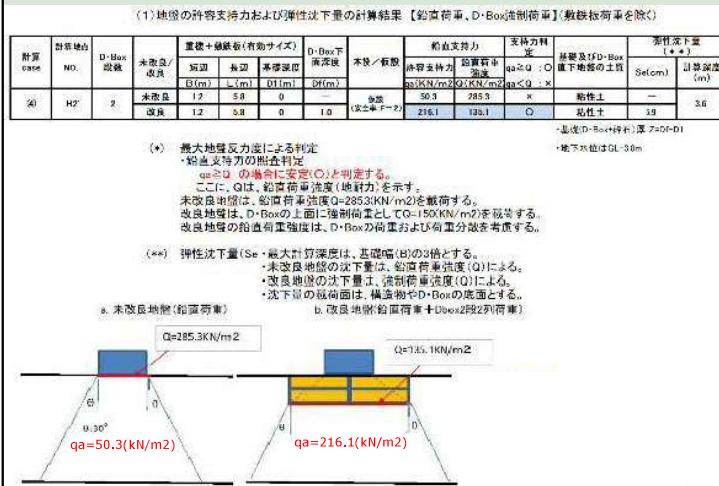 (1)地盤の許容支持力および弾性沈下量の計算結果 【鉛直荷重、D・Box強制荷重】(敷鉄板荷重を除く)
計算case 計算地点NO. D・Box段数 未改良/改良 重機+敷鉄板(有効サイズ) D・Box下面深度 本設/仮設 鉛直支持力 支持力判定 基礎及びD・Box直下地盤の土質 弾性沈下量(**)
短辺 長辺 基礎深度 許容支持力 鉛直荷重強度 qa≧Q :○ Se(cm) 計算深度(m)
B(m) L(m) D1(m) Df(m) qa(KN/m2) Q(KN/m2) qa<Q :×
④ H2' 2 未改良 1.2 5.8 0 — 仮設(安全率 F=2) 50.3 285.3 × 粘性土 — 3.6
改良 1.2 5.8 0 1.0 216.1 135.1 ○ 粘性土 5.9
・基礎(D・Box+砕石)厚 Z=Df-D1
・地下水位はGL-3.0m
(*) 最大地盤反力度による判定
・鉛直支持力の照査判定
qa≧Q の場合に安定(○)と判定する。
ここに、Qは、鉛直荷重強度(地耐力)を示す。
未改良地盤は、鉛直荷重強度Q=285.3(KN/m2)を載荷する。
改良地盤は、D・Boxの上面に強制荷重としてQ=150(KN/m2)を載荷する。
改良地盤の鉛直荷重強度は、D・Boxの荷重および荷重分散を考慮する。
(**) 弾性沈下量(Se ・最大計算深度は、基礎幅(B)の3倍とする。
・未改良地盤の沈下量は、鉛直荷重強度(Q)による。
・改良地盤の沈下量は、強制荷重強度(Q)による。
・沈下量の載荷面は、構造物やD・Boxの底面とする。
a. 未改良地盤(鉛直荷重)
b. 改良地盤(鉛直荷重+Dbox2段2列荷重)
Q=285.3KN/m2
Q=135.1KN/m2
θ θ
θ:30°
qa=50.3(kN/m2)
θ θ
qa=216.1(kN/m2)